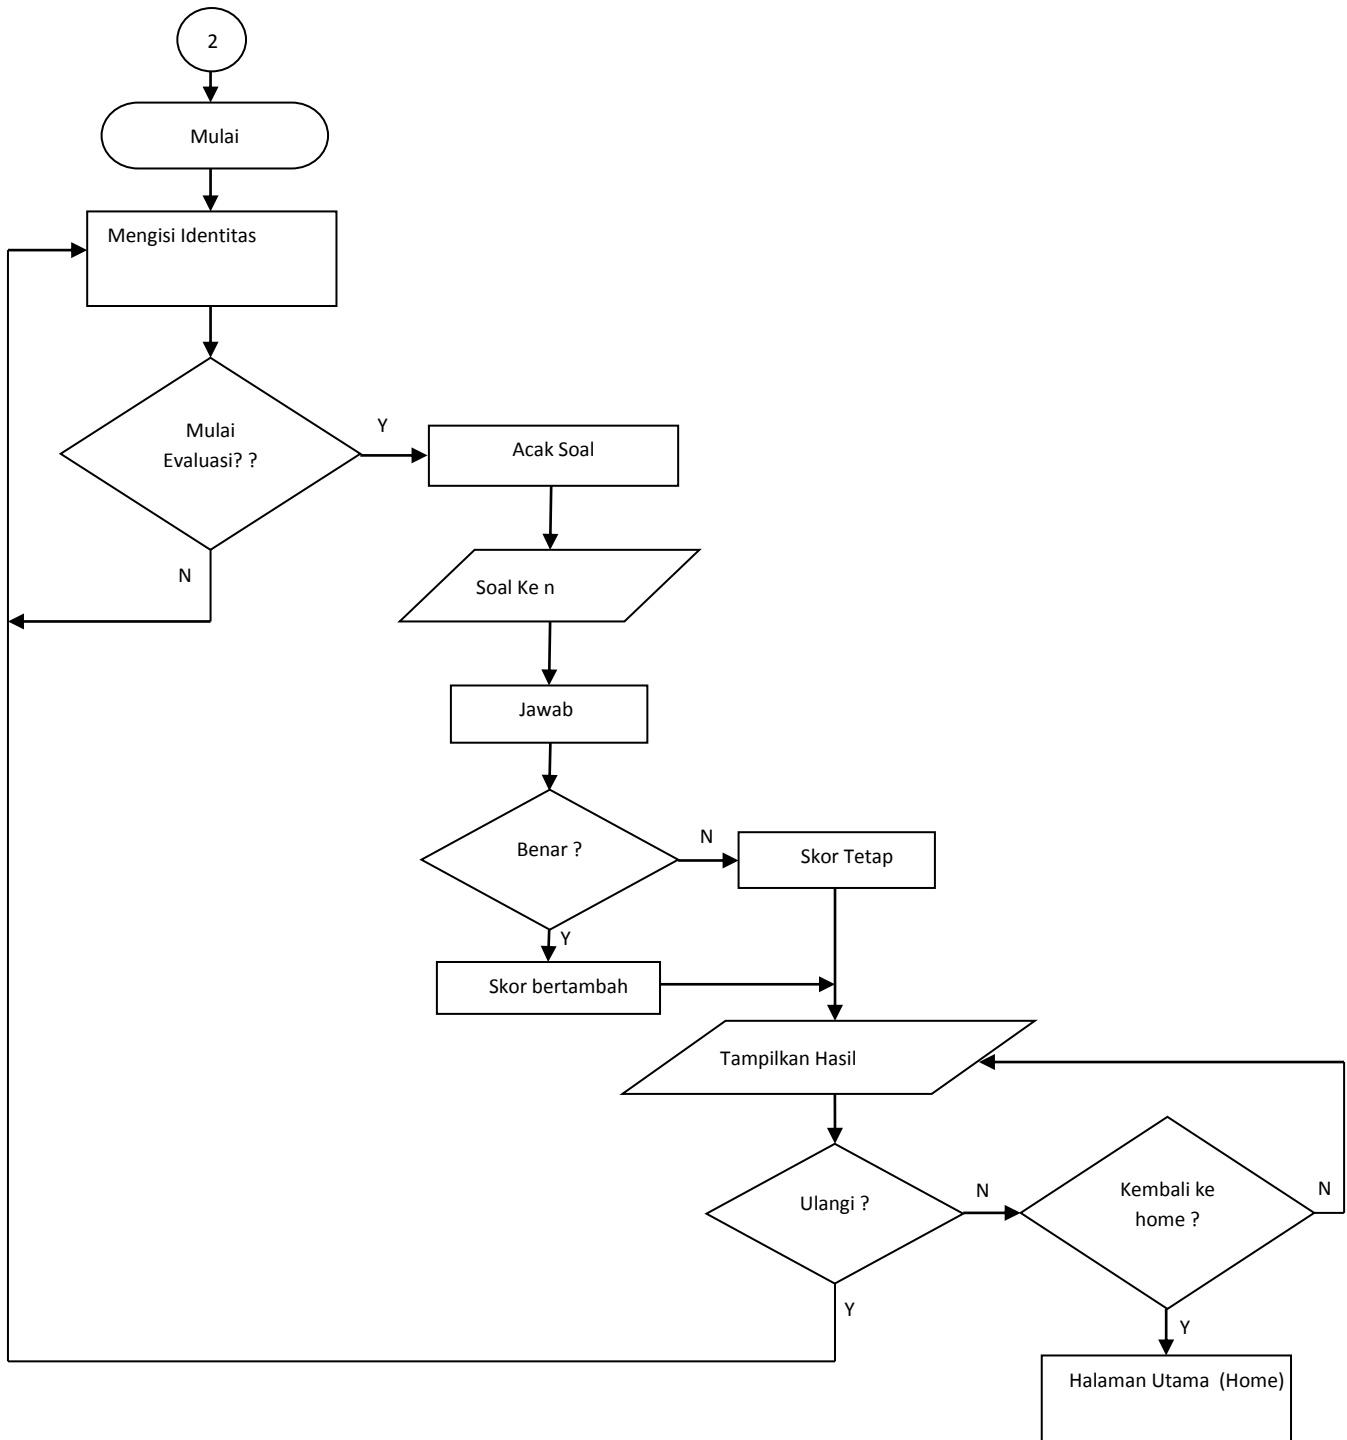 2
Mulai
Mengisi Identitas
Mulai
Evaluasi? ?
Y
Acak Soal
N
Soal Ke n
Jawab
Benar ?
N
Skor Tetap
Y
Skor bertambah
Tampilkan Hasil
Ulangi ?
N
Kembali ke
home ?
N
Y
Y
Halaman Utama  (Home)